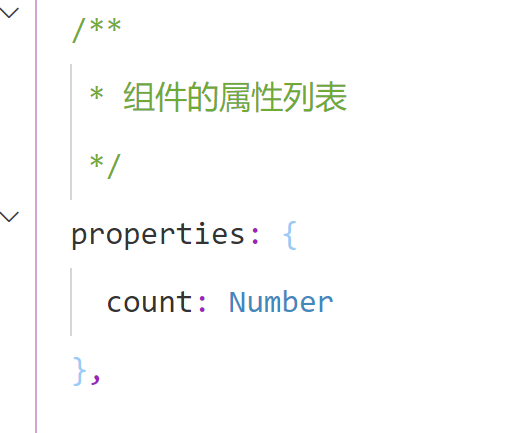 /**
* 组件的属性列表
*/
properties: {
count: Number
},